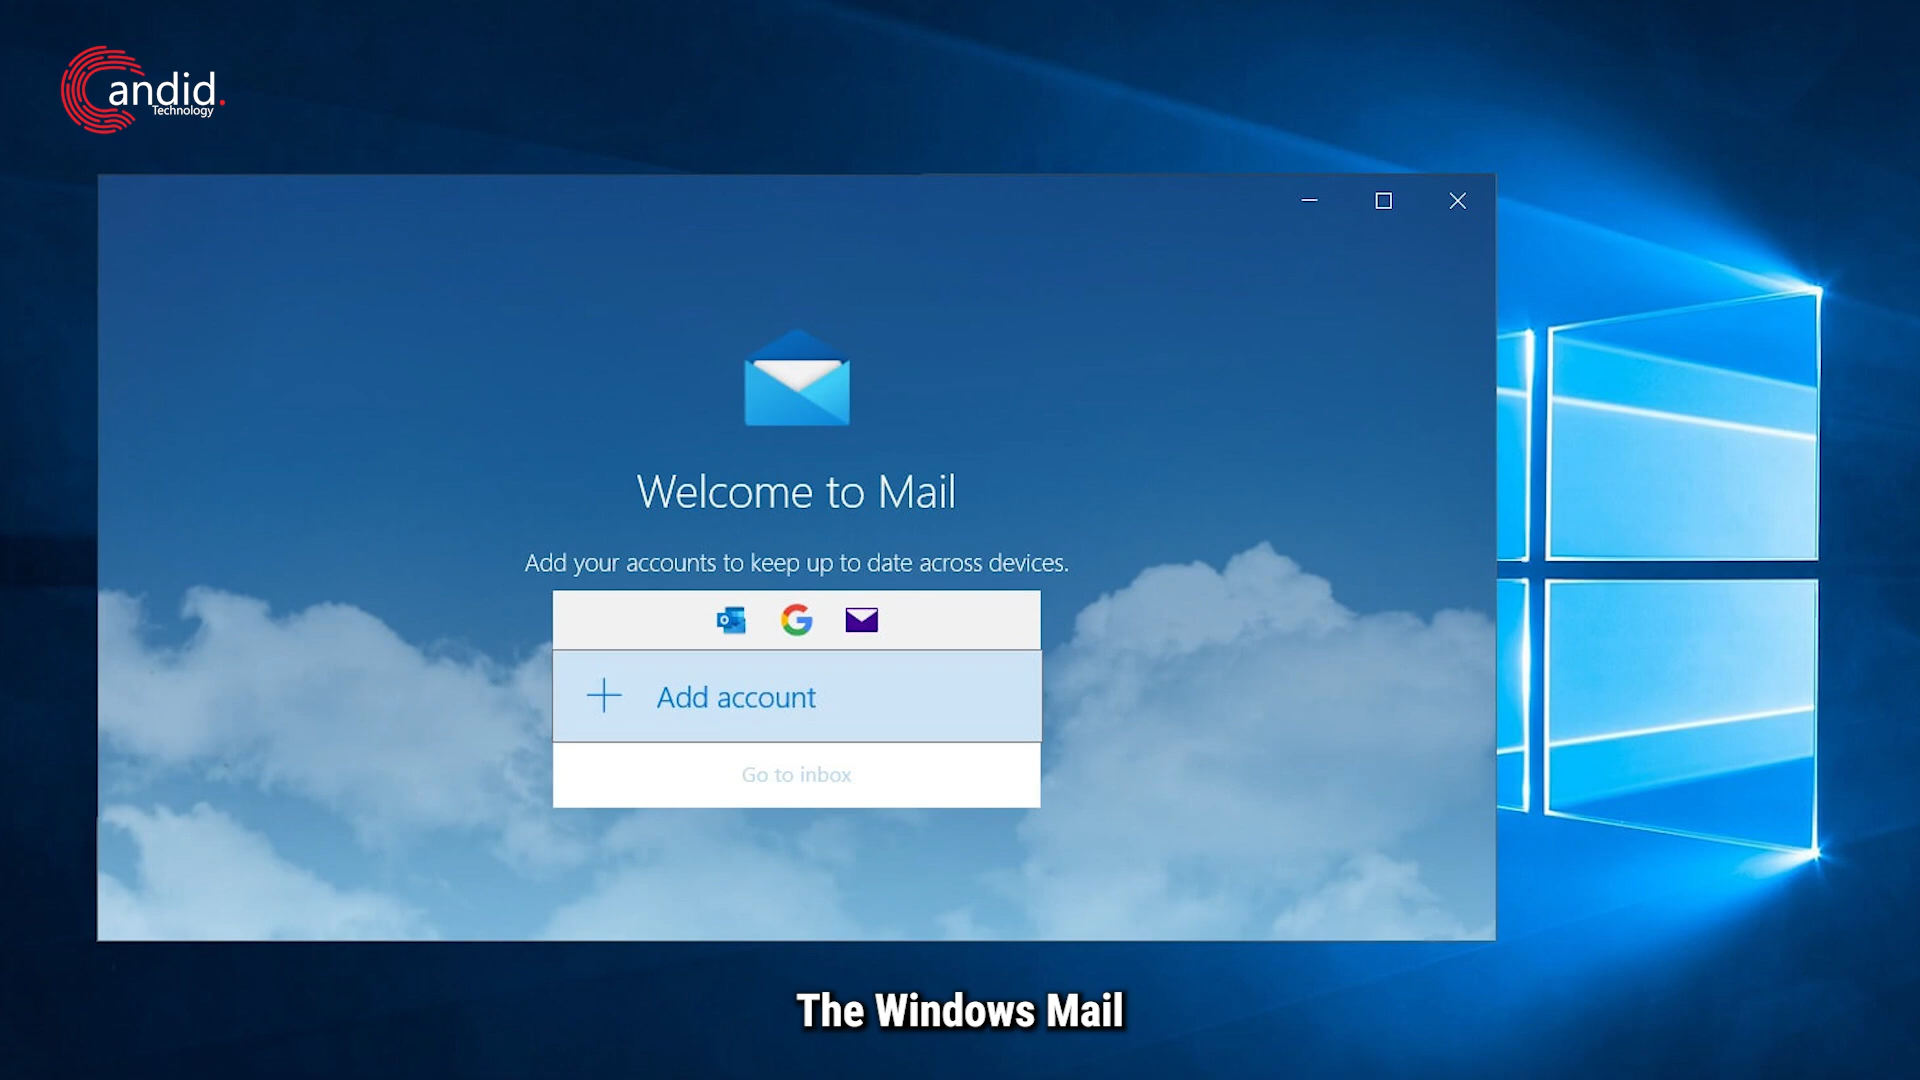 Candid.
Technology
Welcome to Mail
Add your accounts to keep up to date across devices.
Add account
Go to inbox
The Windows Mail